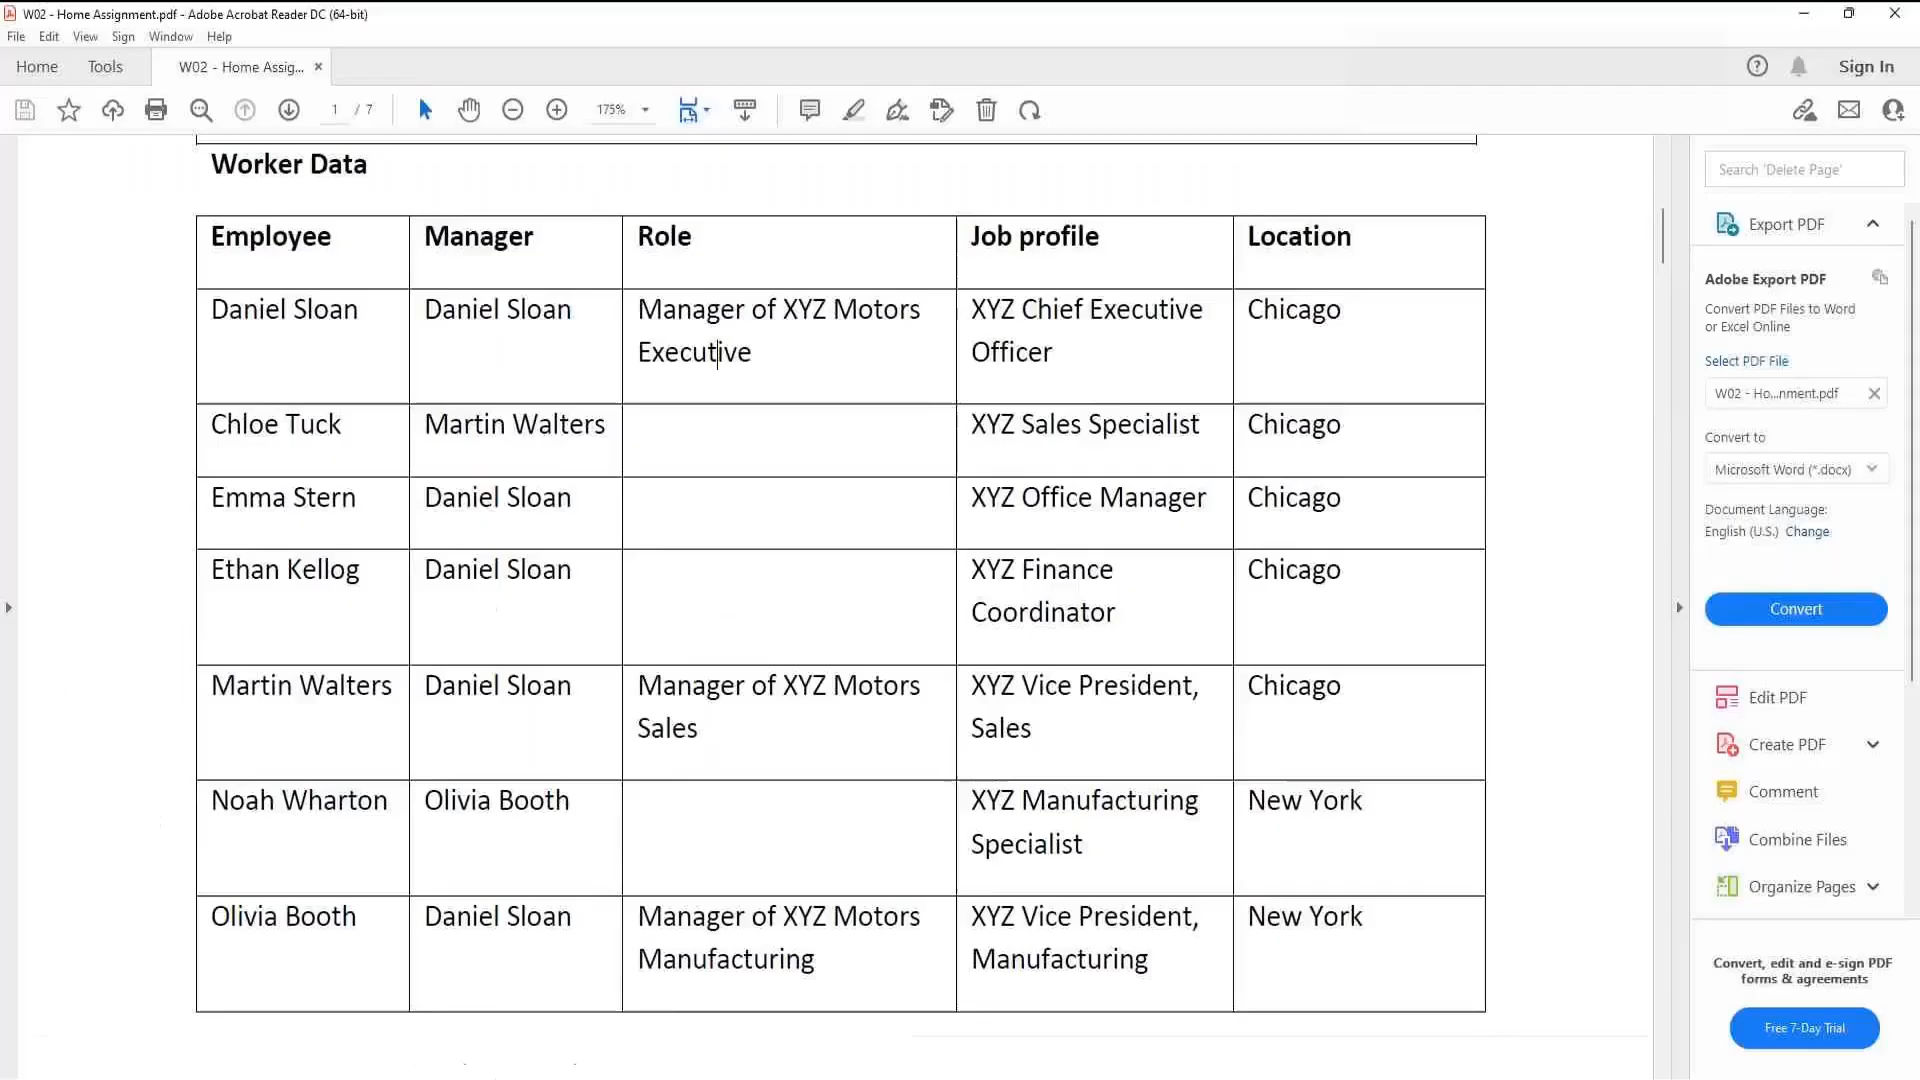 W02 - Home Assignment.pdf - Adobe Acrobat Reader DC (64-bit)
File Edit View Sign Window Help
Home Tools W02 - Home Assig... × Sign In
1 / 7 175%
Worker Data
Employee Manager Role Job profile Location
Daniel Sloan Daniel Sloan Manager of XYZ Motors XYZ Chief Executive Chicago
Executive Officer
Chloe Tuck Martin Walters XYZ Sales Specialist Chicago
Emma Stern Daniel Sloan XYZ Office Manager Chicago
Ethan Kellog Daniel Sloan XYZ Finance Chicago
Coordinator
Martin Walters Daniel Sloan Manager of XYZ Motors XYZ Vice President, Chicago
Sales Sales
Noah Wharton Olivia Booth XYZ Manufacturing New York
Specialist
Olivia Booth Daniel Sloan Manager of XYZ Motors XYZ Vice President, New York
Manufacturing Manufacturing
Search 'Delete Page'
Export PDF
Adobe Export PDF
Convert PDF Files to Word
or Excel Online
Select PDF File
W02 - Ho...nment.pdf
Convert to
Microsoft Word (*.docx)
Document Language:
English (U.S.) Change
Convert
Edit PDF
Create PDF
Comment
Combine Files
Organize Pages
Convert, edit and e-sign PDF
forms & agreements
Free 7-Day Trial